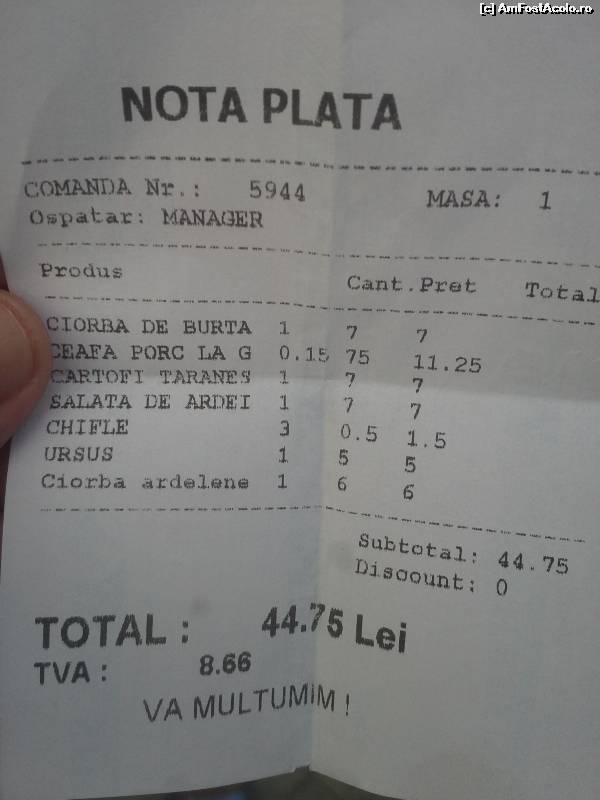 [c] AmFostAcolo.ro
NOTA PLATA
COMANDA Nr.: 5944 MASA: 1
Ospatar: MANAGER
Produs Cant. Pret Total
CIORBA DE BURTA 1 7 7
CEAFA PORC LA G 0.15 75 11.25
CARTOFI TARANES 1 7 7
SALATA DE ARDEI 1 7 7
CHIFLE 3 0.5 1.5
URSUS 1 5 5
Ciorba ardelene 1 6 6
Subtotal: 44.75
Discount: 0
TOTAL : 44.75 Lei
TVA : 8.66
VA MULTUMIM !